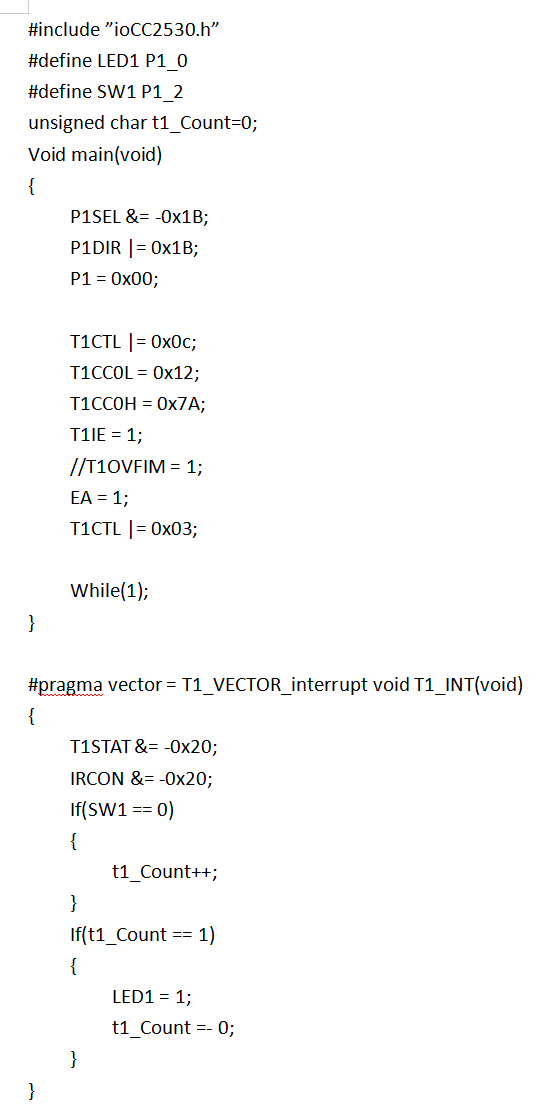 #include ”ioCC2530.h”
#define LED1 P1_0
#define SW1 P1_2
unsigned char t1_Count=0;
Void main(void)
{
P1SEL &= -0x1B;
P1DIR |= 0x1B;
P1 = 0x00;
T1CTL |= 0x0c;
T1CC0L = 0x12;
T1CC0H = 0x7A;
T1IE = 1;
//T1OVFIM = 1;
EA = 1;
T1CTL |= 0x03;
While(1);
}
#pragma vector = T1_VECTOR_interrupt void T1_INT(void)
{
T1STAT &= -0x20;
IRCON &= -0x20;
If(SW1 == 0)
{
t1_Count++;
}
If(t1_Count == 1)
{
LED1 = 1;
t1_Count =- 0;
}
}